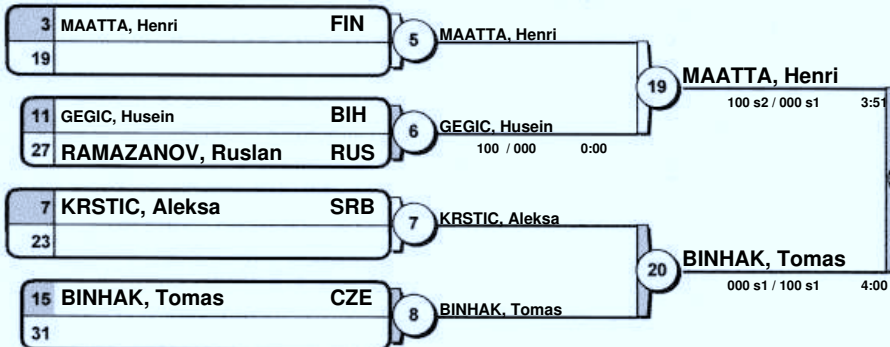 3 MAATTA, Henri FIN
5 MAATTA, Henri
19
19 MAATTA, Henri
100 s2 / 000 s1 3:51
11 GEGIC, Husein BIH
6 GEGIC, Husein
100 / 000 0:00
27 RAMAZANOV, Ruslan RUS
7 KRSTIC, Aleksa SRB
7 KRSTIC, Aleksa
23
20 BINHAK, Tomas
000 s1 / 100 s1 4:00
15 BINHAK, Tomas CZE
8 BINHAK, Tomas
31